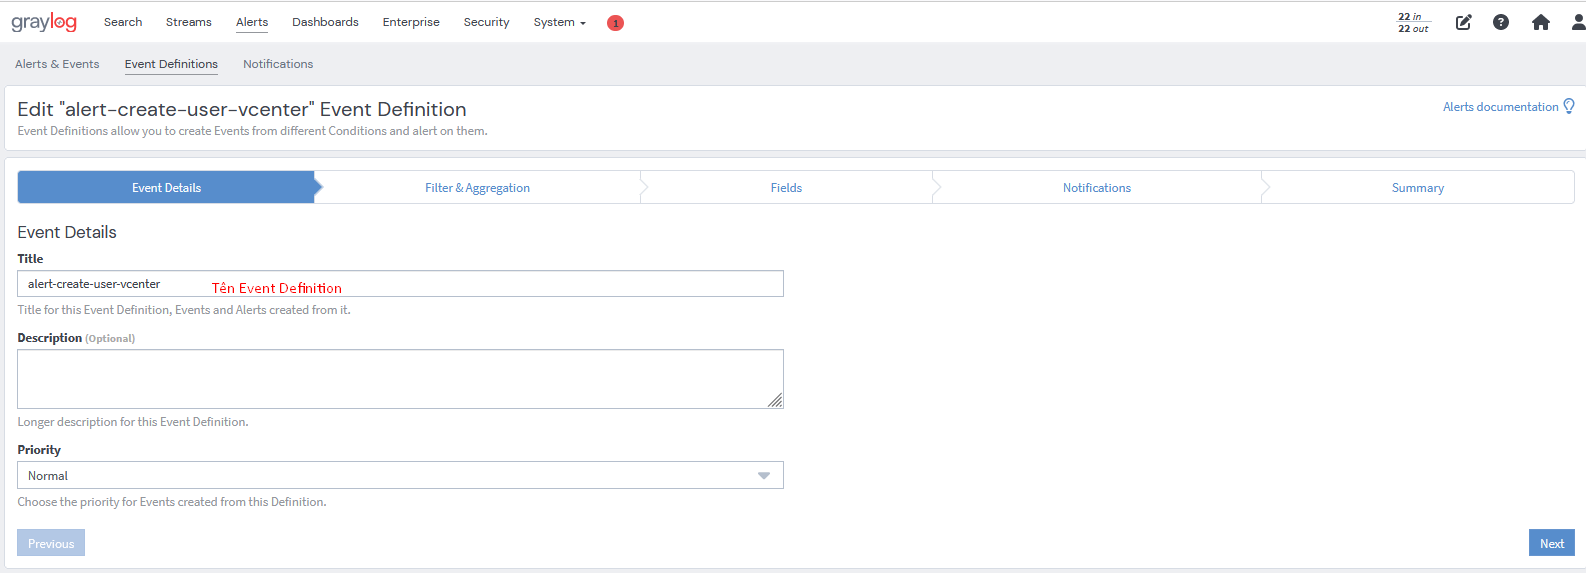 graylog Search Streams Alerts Dashboards Enterprise Security System 1 22 in
22 out
Alerts & Events Event Definitions Notifications
Edit "alert-create-user-vcenter" Event Definition
Alerts documentation
Event Definitions allow you to create Events from different Conditions and alert on them.
Event Details Filter & Aggregation Fields Notifications Summary
Event Details
Title
alert-create-user-vcenter Tên Event Definition
Title for this Event Definition, Events and Alerts created from it.
Description (Optional)
Longer description for this Event Definition.
Priority
Normal
Choose the priority for Events created from this Definition.
Previous Next